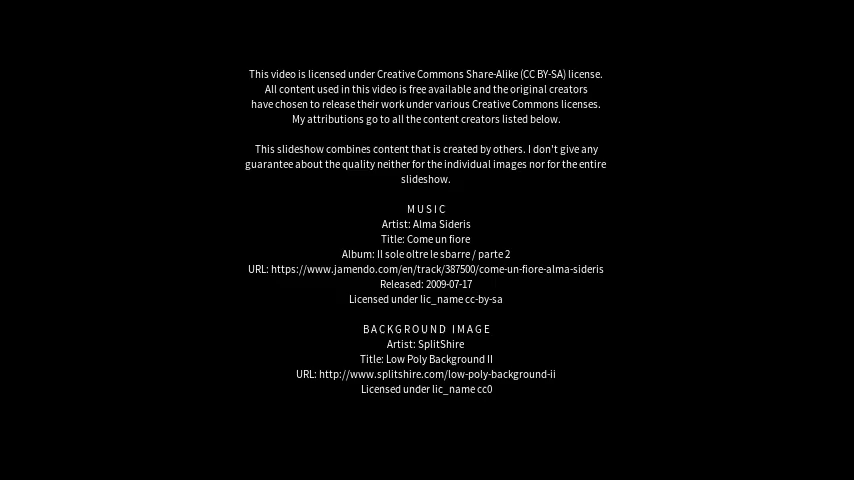 This video is licensed under Creative Commons Share-Alike (CC BY-SA) license.
All content used in this video is free available and the original creators
have chosen to release their work under various Creative Commons licenses.
My attributions go to all the content creators listed below.
This slideshow combines content that is created by others. I don't give any
guarantee about the quality neither for the individual images nor for the entire
slideshow.
MUSIC
Artist: Alma Sideris
Title: Come un fiore
Album: Il sole oltre le sbarre / parte 2
URL: https://www.jamendo.com/en/track/387500/come-un-fiore-alma-sideris
Released: 2009-07-17
Licensed under lic_name cc-by-sa
BACKGROUND IMAGE
Artist: SplitShire
Title: Low Poly Background II
URL: http://www.splitshire.com/low-poly-background-ii
Licensed under lic_name cc0